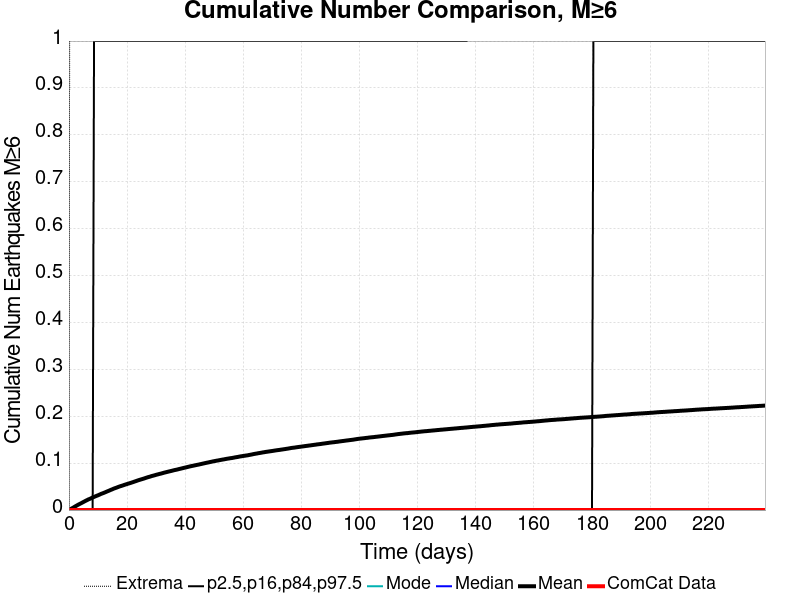 Cumulative Number Comparison, M≥6
Cumulative Num Earthquakes M≥6
1
0.9
0.8
0.7
0.6
0.5
0.4
0.3
0.2
0.1
0
0 20 40 60 80 100 120 140 160 180 200 220
Time (days)
Extrema p2.5,p16,p84,p97.5 Mode Median Mean ComCat Data